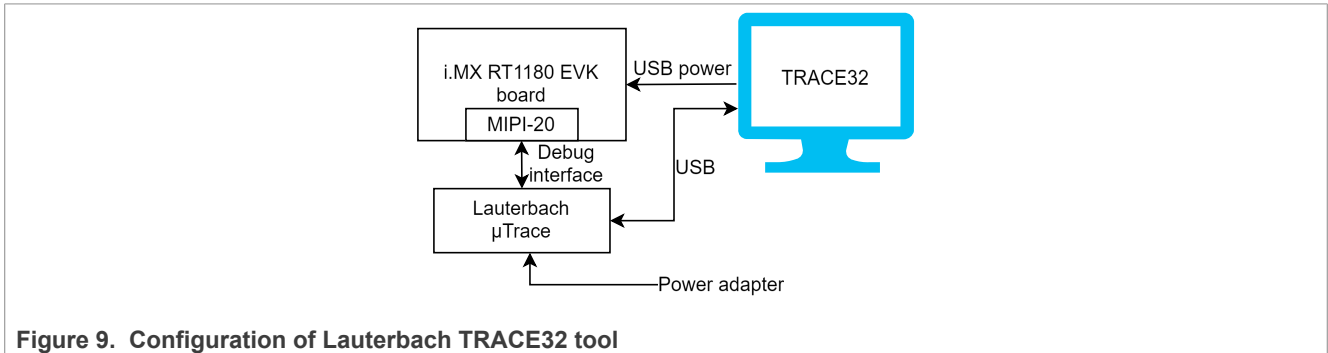 i.MX RT1180 EVK
board
MIPI-20
USB power
TRACE32
Debug
interface
USB
Lauterbach
µTrace
Power adapter
Figure 9. Configuration of Lauterbach TRACE32 tool